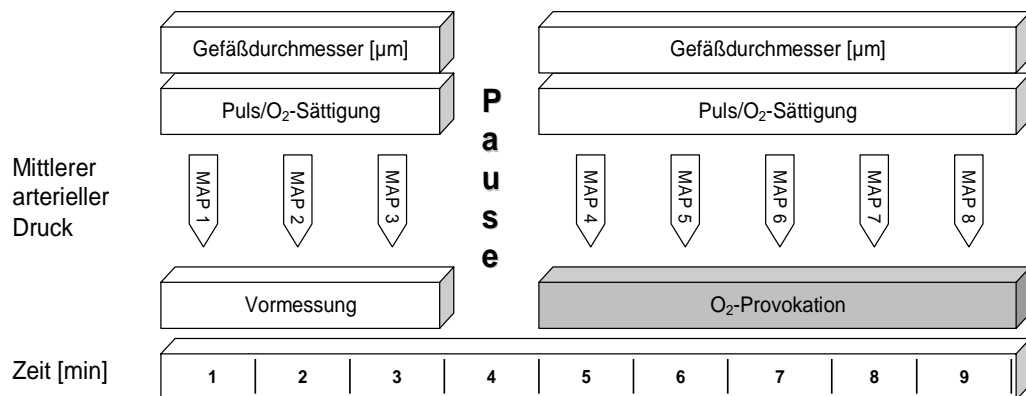 Gefäßdurchmesser [µm]
Gefäßdurchmesser [µm]
Puls/O₂-Sättigung
Puls/O₂-Sättigung
Pause
Mittlerer
arterieller
Druck
MAP 1
MAP 2
MAP 3
MAP 4
MAP 5
MAP 6
MAP 7
MAP 8
Vormessung
O₂-Provokation
Zeit [min]
1 2 3 4 5 6 7 8 9